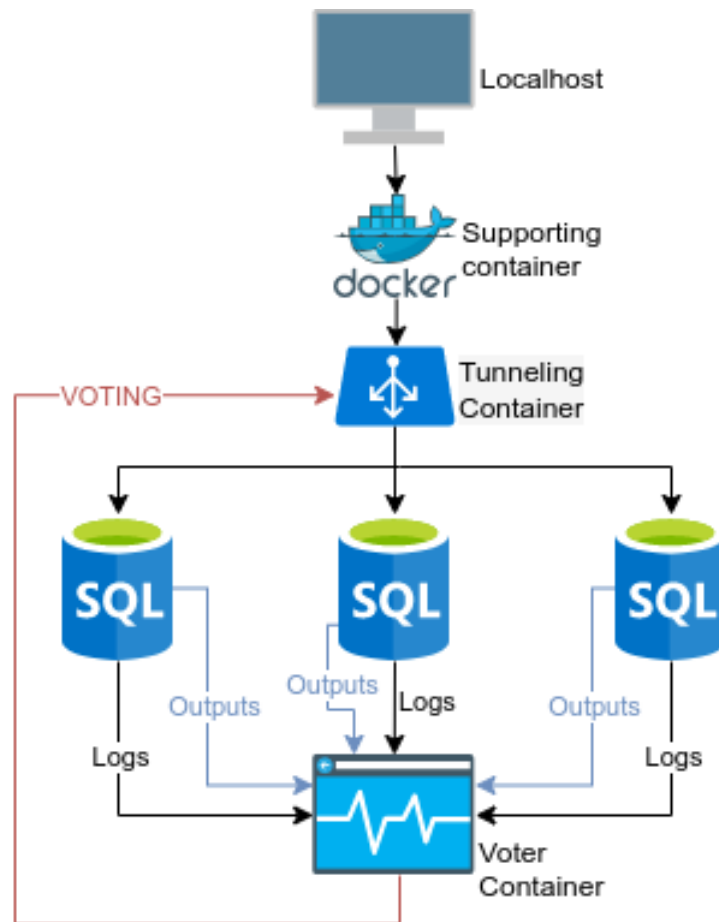 Localhost
docker
Supporting
container
Tunneling
Container
VOTING
SQL
SQL
SQL
Outputs
Outputs
Outputs
Logs
Logs
Logs
Voter
Container